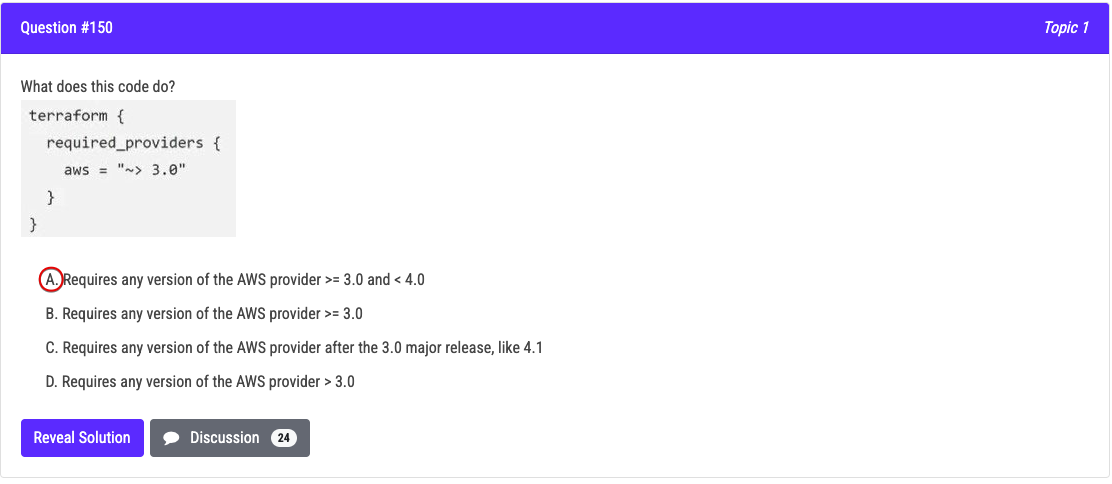 Question #150
Topic 1
What does this code do?
terraform {
  required_providers {
    aws = "~> 3.0"
  }
}
A. Requires any version of the AWS provider >= 3.0 and < 4.0
B. Requires any version of the AWS provider >= 3.0
C. Requires any version of the AWS provider after the 3.0 major release, like 4.1
D. Requires any version of the AWS provider > 3.0
Reveal Solution
Discussion 24